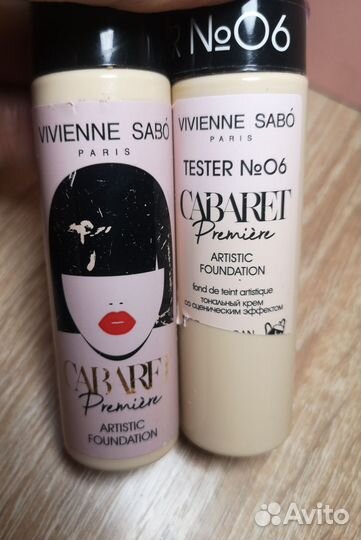 VIVIENNE SABÓ
PARIS
CABARET
Première
ARTISTIC
FOUNDATION
R №06
VIVIENNE SABÓ
PARIS
TESTER №06
CABARET
Première
ARTISTIC
FOUNDATION
fond de teint artistique
тональный крем
со сценическим эффектом
Avito